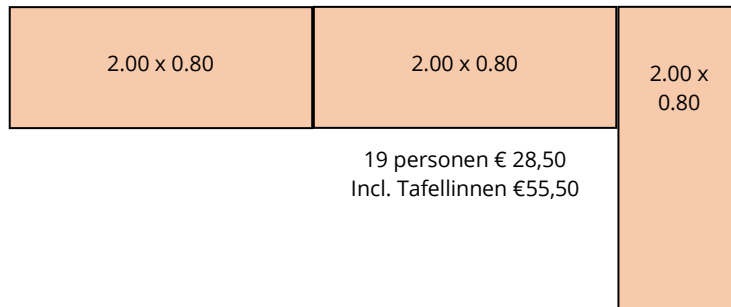 2.00 x 0.80
2.00 x 0.80
2.00 x
0.80
19 personen € 28,50
Incl. Tafellinnen €55,50